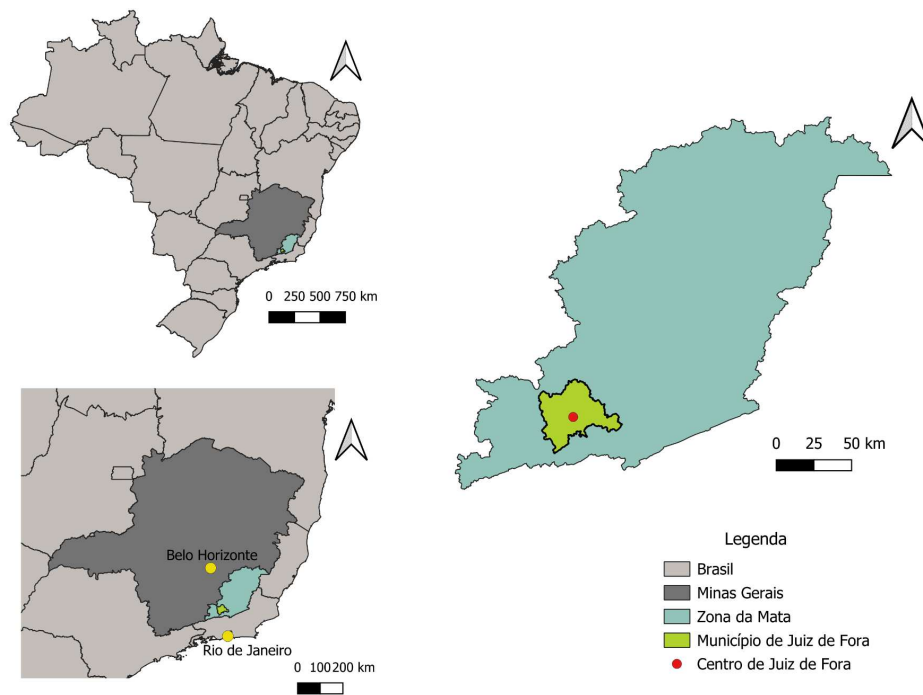 0 250 500 750 km
0 25 50 km
Belo Horizonte
Rio de Janeiro
0 100 200 km
Legenda
Brasil
Minas Gerais
Zona da Mata
Município de Juiz de Fora
Centro de Juiz de Fora